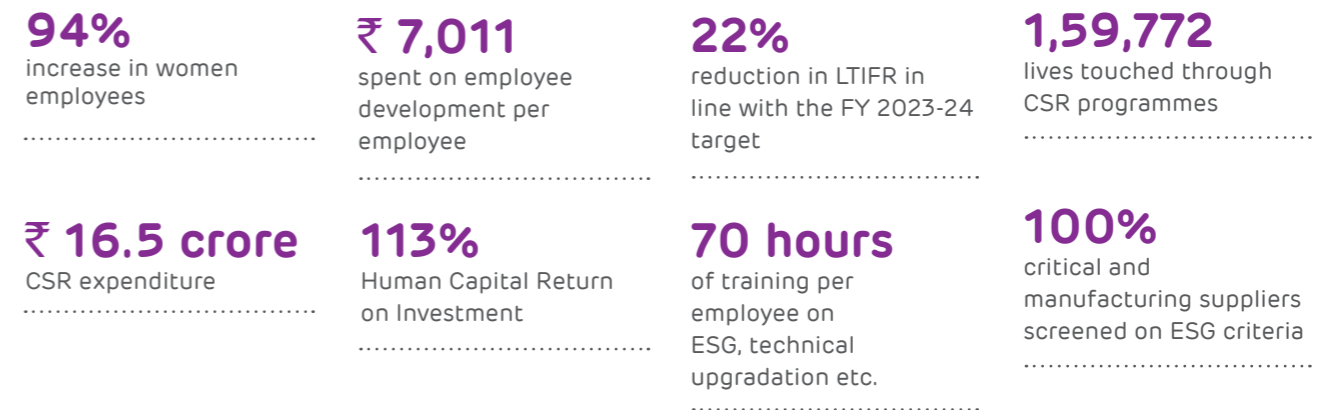 94%
increase in women
employees
₹ 7,011
spent on employee
development per
employee
22%
reduction in LTIFR in
line with the FY 2023-24
target
1,59,772
lives touched through
CSR programmes
₹ 16.5 crore
CSR expenditure
113%
Human Capital Return
on Investment
70 hours
of training per
employee on
ESG, technical
upgradation etc.
100%
critical and
manufacturing suppliers
screened on ESG criteria